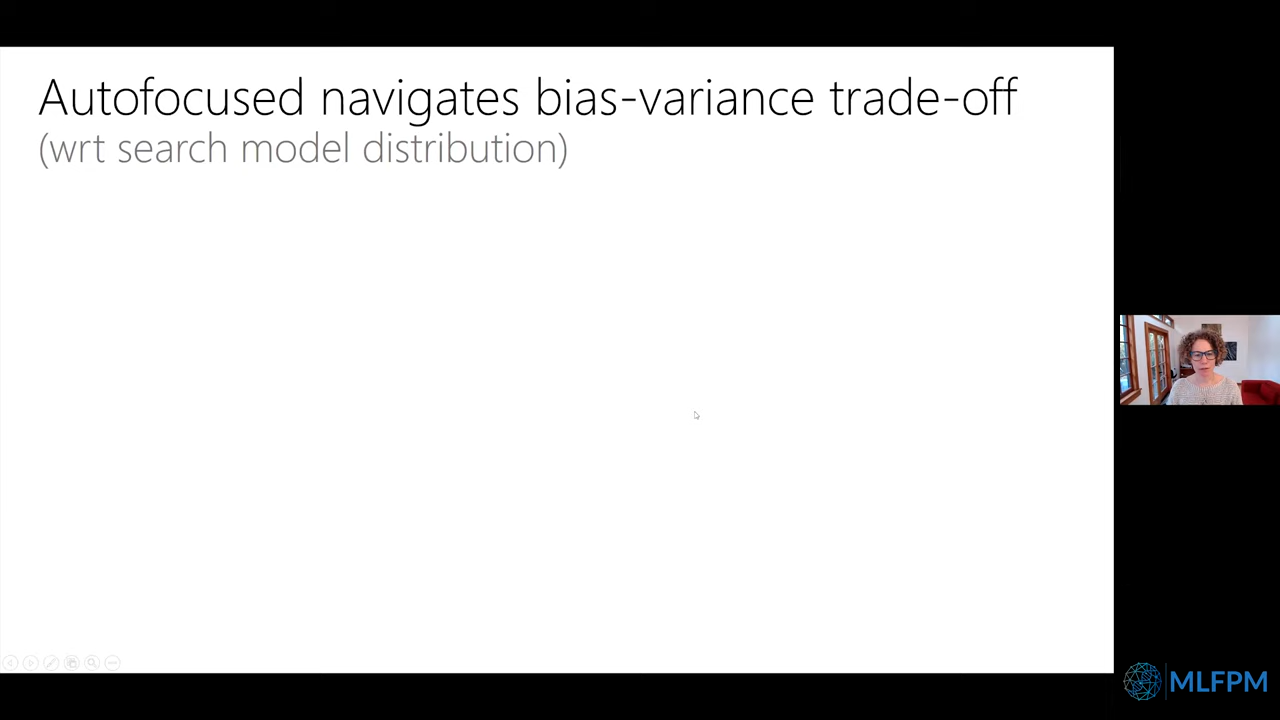 Autofocused navigates bias-variance trade-off
(wrt search model distribution)
MLFPM